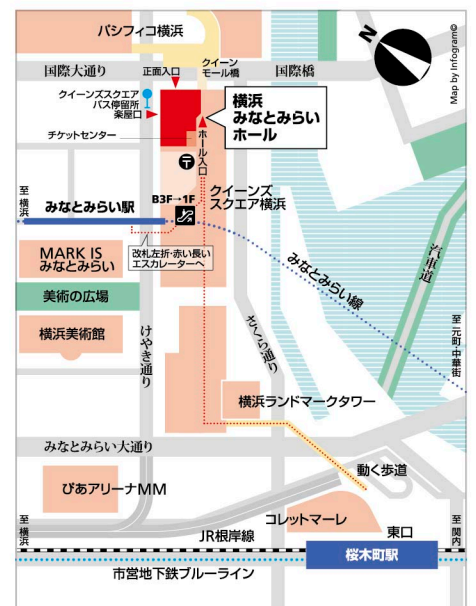 パシフィコ横浜
国際大通り
正面入口
クイーン
モール橋
国際橋
N
Map by Infogram©
クイーンズスクエア
バス停留所
楽屋口
チケットセンター
横浜
みなとみらい
ホール
ホール入口
至 横浜
みなとみらい駅
B3F→1F
クイーンズ
スクエア横浜
改札左折・赤い長い
エスカレーターへ
MARK IS
みなとみらい
美術の広場
横浜美術館
けやき通り
さくら通り
みなとみらい線
汽車道
至 元町・中華街
横浜ランドマークタワー
みなとみらい大通り
動く歩道
ぴあアリーナMM
コレットマーレ
東口
至 横浜
JR根岸線
至 関内
桜木町駅
市営地下鉄ブルーライン